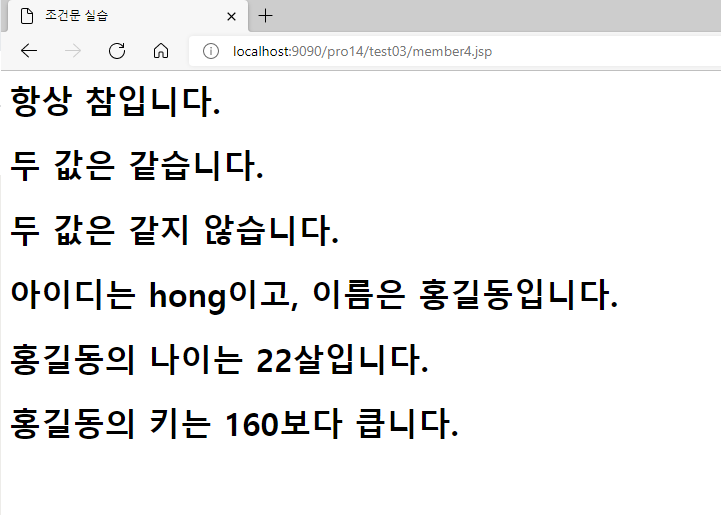 조건문 실습
localhost:9090/pro14/test03/member4.jsp
항상 참입니다.
두 값은 같습니다.
두 값은 같지 않습니다.
아이디는 hong이고, 이름은 홍길동입니다.
홍길동의 나이는 22살입니다.
홍길동의 키는 160보다 큽니다.